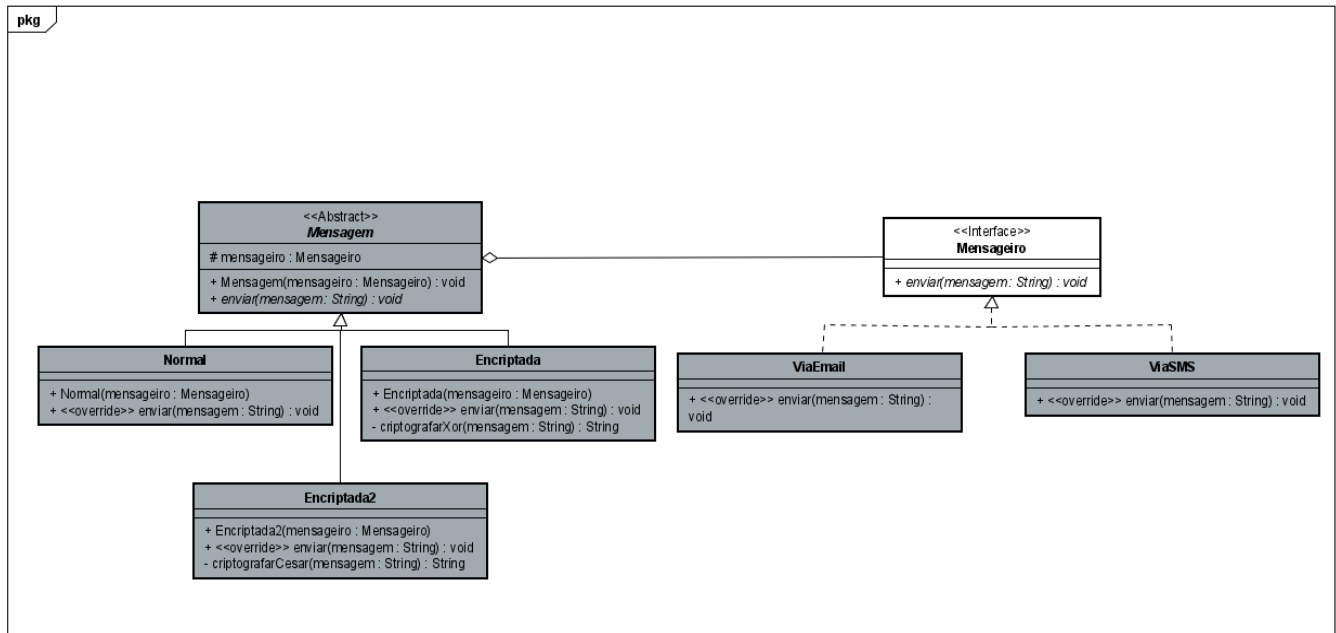 pkg
<<Abstract>>
Mensagem
# mensageiro : Mensageiro
+ Mensagem(mensageiro : Mensageiro) : void
+ enviar(mensagem : String) : void
<<Interface>>
Mensageiro
+ enviar(mensagem : String) : void
Normal
+ Normal(mensageiro : Mensageiro)
+ <<override>> enviar(mensagem : String) : void
Encriptada
+ Encriptada(mensageiro : Mensageiro)
+ <<override>> enviar(mensagem : String) : void
- criptografarXor(mensagem : String) : String
ViaEmail
+ <<override>> enviar(mensagem : String) :
void
ViaSMS
+ <<override>> enviar(mensagem : String) : void
Encriptada2
+ Encriptada2(mensageiro : Mensageiro)
+ <<override>> enviar(mensagem : String) : void
- criptografarCesar(mensagem : String) : String